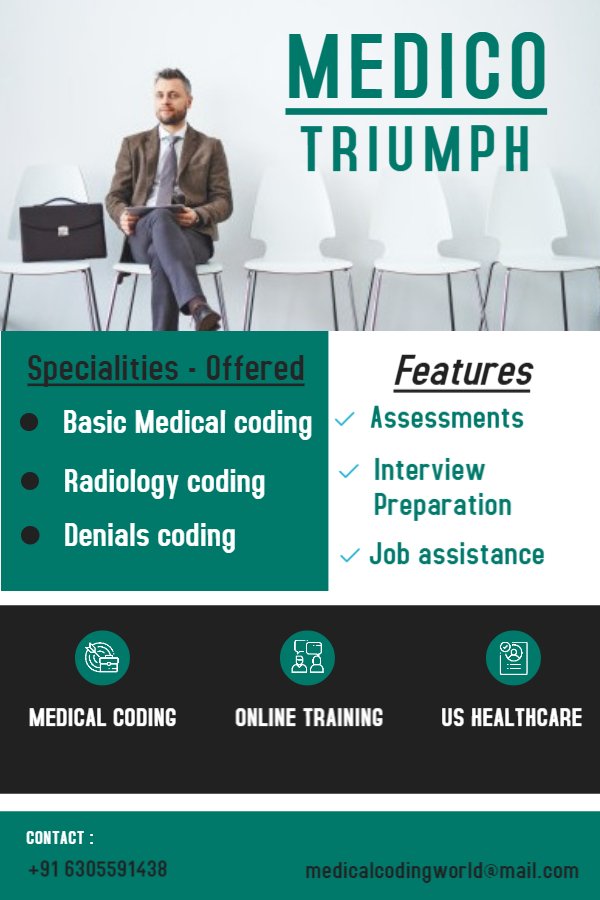 MEDICO
TRIUMPH
Specialities - Offered
Basic Medical coding
Radiology coding
Denials coding
Features
Assessments
Interview
Preparation
Job assistance
MEDICAL CODING
ONLINE TRAINING
US HEALTHCARE
CONTACT :
+91 6305591438
medicalcodingworld@mail.com